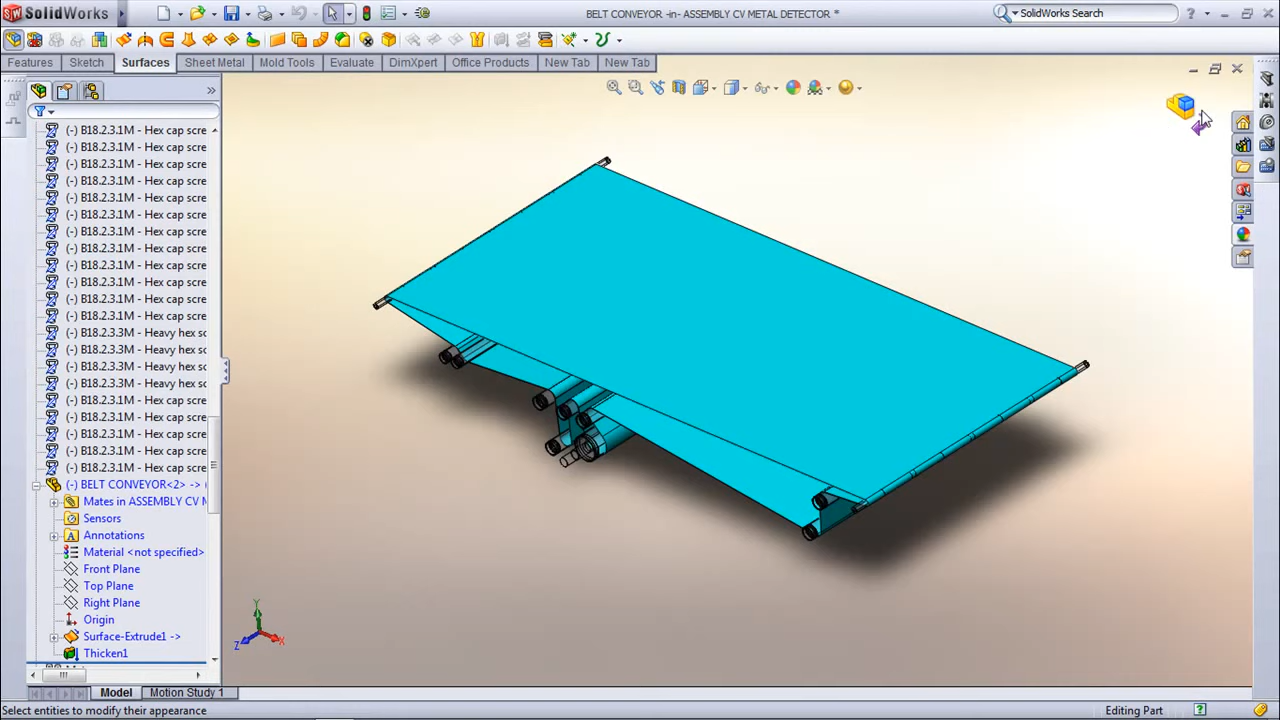 SolidWorks
BELT CONVEYOR -in- ASSEMBLY CV METAL DETECTOR *
SolidWorks Search
Features
Sketch
Surfaces
Sheet Metal
Mold Tools
Evaluate
DimXpert
Office Products
New Tab
New Tab
(-) B18.2.3.1M - Hex cap scre
(-) B18.2.3.1M - Hex cap scre
(-) B18.2.3.1M - Hex cap scre
(-) B18.2.3.1M - Hex cap scre
(-) B18.2.3.1M - Hex cap scre
(-) B18.2.3.1M - Hex cap scre
(-) B18.2.3.1M - Hex cap scre
(-) B18.2.3.1M - Hex cap scre
(-) B18.2.3.1M - Hex cap scre
(-) B18.2.3.1M - Hex cap scre
(-) B18.2.3.1M - Hex cap scre
(-) B18.2.3.1M - Hex cap scre
(-) B18.2.3.3M - Heavy hex sc
(-) B18.2.3.3M - Heavy hex sc
(-) B18.2.3.3M - Heavy hex sc
(-) B18.2.3.3M - Heavy hex sc
(-) B18.2.3.1M - Hex cap scre
(-) B18.2.3.1M - Hex cap scre
(-) B18.2.3.1M - Hex cap scre
(-) B18.2.3.1M - Hex cap scre
(-) B18.2.3.1M - Hex cap scre
(-) BELT CONVEYOR<2> -> (
Mates in ASSEMBLY CV M
Sensors
Annotations
Material <not specified>
Front Plane
Top Plane
Right Plane
Origin
Surface-Extrude1 ->
Thicken1
Y
Z
X
Model
Motion Study 1
Select entities to modify their appearance
Editing Part